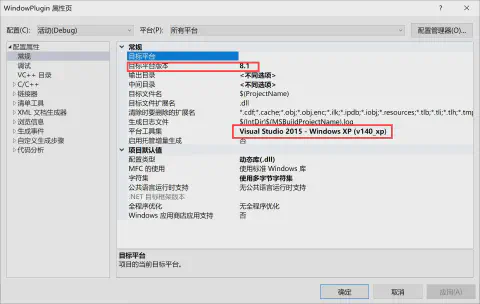 WindowPlugin 属性页
? ×
配置(C): 活动(Debug) 平台(P): 所有平台 配置管理器(O)...
配置属性
常规
调试
VC++ 目录
C/C++
链接器
清单工具
XML 文档生成器
浏览信息
生成事件
自定义生成步骤
代码分析
常规
目标平台
目标平台版本 8.1
输出目录 <不同选项>
中间目录 <不同选项>
目标文件名 $(ProjectName)
目标文件扩展名 .dll
清除时要删除的扩展名 *.cdf;*.cache;*.obj;*.obj.enc;*.ilk;*.ipdb;*.iobj;*.resources;*.tlb;*.tli;*.tlh;*.tmp
生成日志文件 $(IntDir)$(MSBuildProjectName).log
平台工具集 Visual Studio 2015 - Windows XP (v140_xp)
启用托管增量生成 否
项目默认值
配置类型 动态库(.dll)
MFC 的使用 使用标准 Windows 库
字符集 使用多字节字符集
公共语言运行时支持 无公共语言运行时支持
.NET 目标框架版本
全程序优化 无全程序优化
Windows 应用商店应用支持 否
目标平台
项目的当前目标平台。
确定 取消 应用(A)